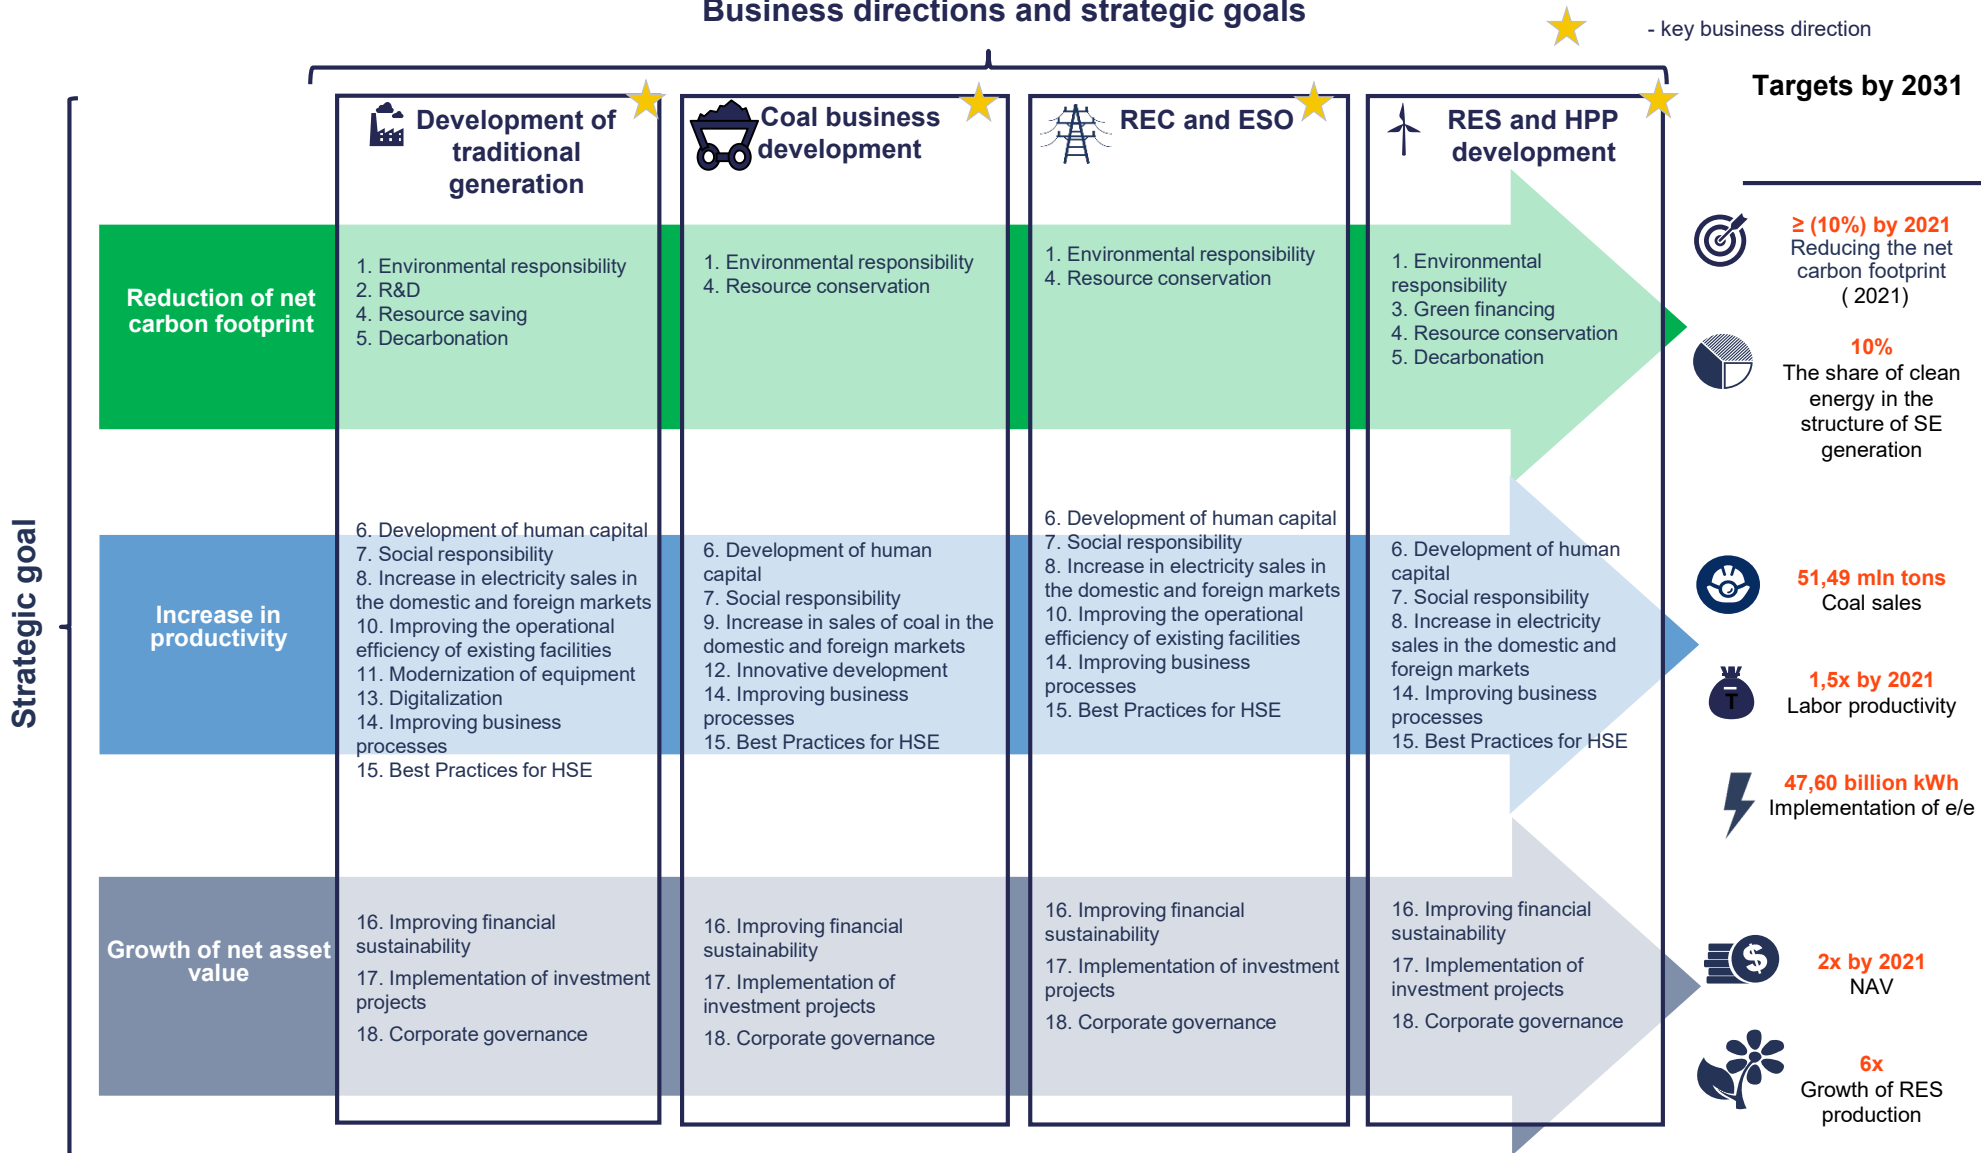 Business directions and strategic goals
- key business direction
Targets by 2031
Strategic goal
Development of
traditional
generation
Coal business
development
REC and ESO
RES and HPP
development
Reduction of net
carbon footprint
1. Environmental responsibility
2. R&D
4. Resource saving
5. Decarbonation
1. Environmental responsibility
4. Resource conservation
1. Environmental responsibility
4. Resource conservation
1. Environmental
responsibility
3. Green financing
4. Resource conservation
5. Decarbonation
≥ (10%) by 2021
Reducing the net
carbon footprint
( 2021)
10%
The share of clean
energy in the
structure of SE
generation
Increase in
productivity
6. Development of human capital
7. Social responsibility
8. Increase in electricity sales in
the domestic and foreign markets
10. Improving the operational
efficiency of existing facilities
11. Modernization of equipment
13. Digitalization
14. Improving business
processes
15. Best Practices for HSE
6. Development of human
capital
7. Social responsibility
9. Increase in sales of coal in the
domestic and foreign markets
12. Innovative development
14. Improving business
processes
15. Best Practices for HSE
6. Development of human capital
7. Social responsibility
8. Increase in electricity sales in
the domestic and foreign markets
10. Improving the operational
efficiency of existing facilities
14. Improving business
processes
15. Best Practices for HSE
6. Development of human
capital
7. Social responsibility
8. Increase in electricity
sales in the domestic and
foreign markets
14. Improving business
processes
15. Best Practices for HSE
51,49 mln tons
Coal sales
1,5x by 2021
Labor productivity
47,60 billion kWh
Implementation of e/e
Growth of net asset
value
16. Improving financial
sustainability
17. Implementation of investment
projects
18. Corporate governance
16. Improving financial
sustainability
17. Implementation of
investment projects
18. Corporate governance
16. Improving financial
sustainability
17. Implementation of investment
projects
18. Corporate governance
16. Improving financial
sustainability
17. Implementation of
investment projects
18. Corporate governance
$
2x by 2021
NAV
6x
Growth of RES
production